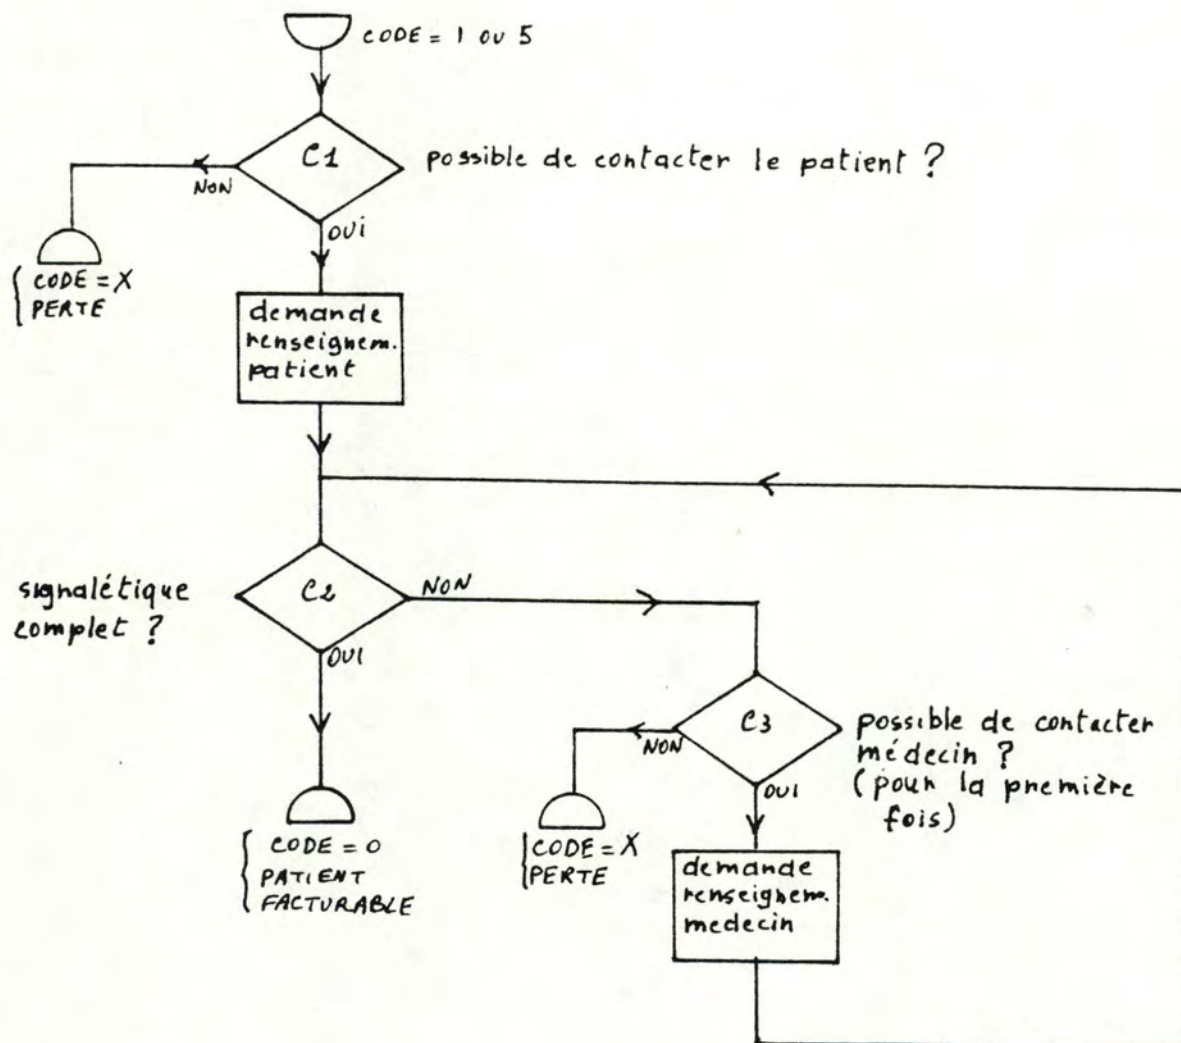 CODE = 1 OU 5
C1
possible de contacter le patient ?
NON
OUI
CODE = X
PERTE
demande
renseignem.
patient
signalétique
complet ?
C2
NON
OUI
CODE = 0
PATIENT
FACTURABLE
C3
possible de contacter
médecin ?
(pour la première
fois)
NON
OUI
CODE = X
PERTE
demande
renseignem.
medecin